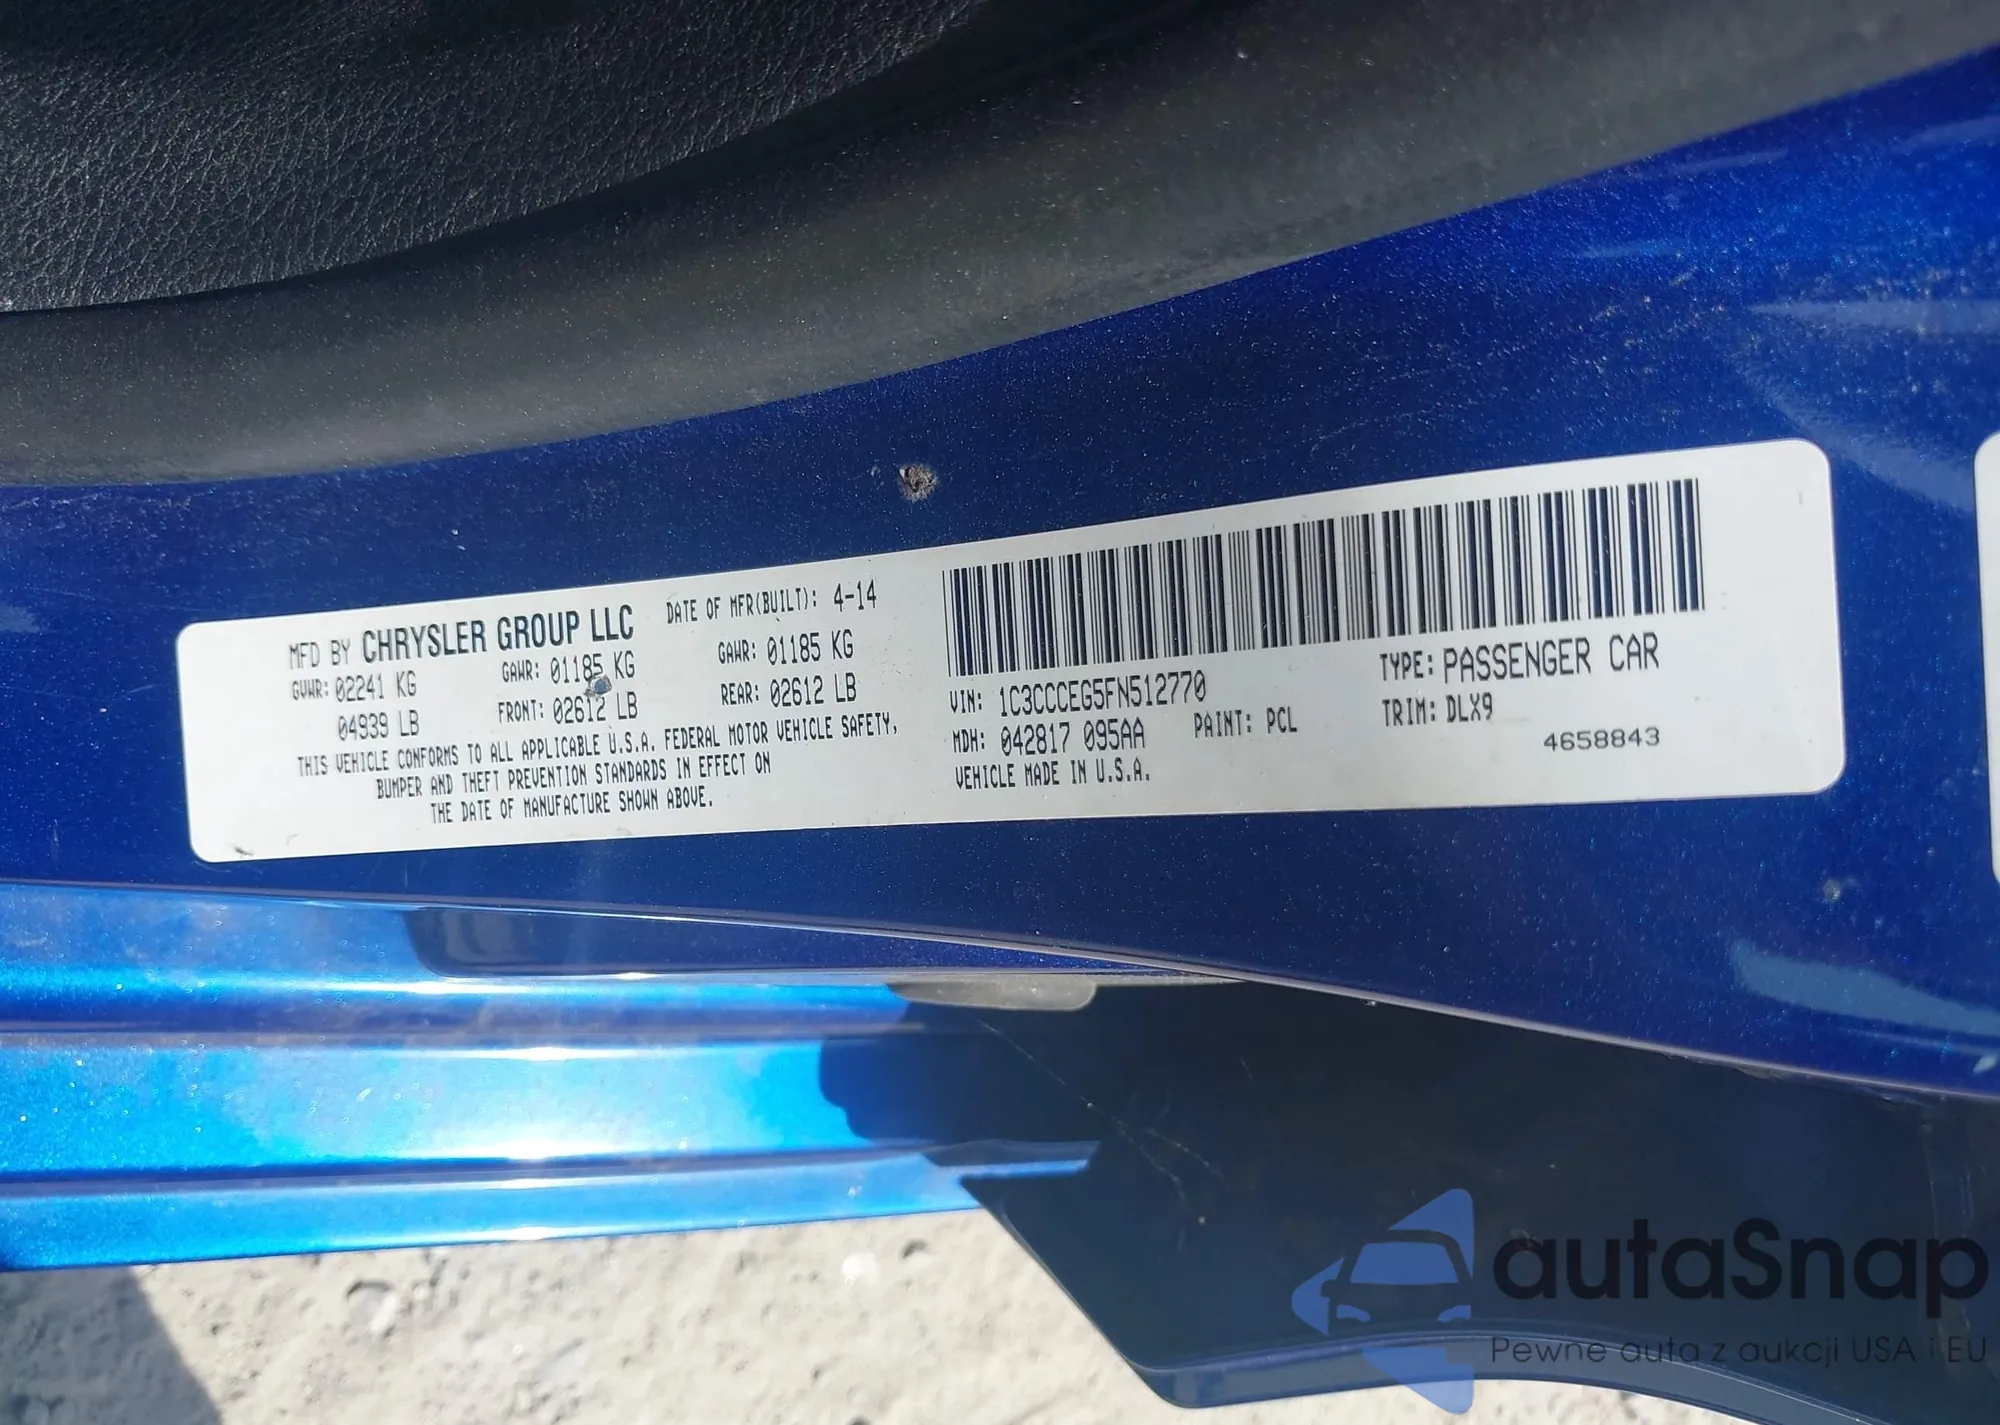 MFD BY CHRYSLER GROUP LLC DATE OF MFR(BUILT): 4-14
GVWR: 02241 KG GAWR: 01185 KG GAWR: 01185 KG
04939 LB FRONT: 02612 LB REAR: 02612 LB
THIS VEHICLE CONFORMS TO ALL APPLICABLE U.S.A. FEDERAL MOTOR VEHICLE SAFETY,
BUMPER AND THEFT PREVENTION STANDARDS IN EFFECT ON
THE DATE OF MANUFACTURE SHOWN ABOVE.
VIN: 1C3CCCEG5FN512770 TYPE: PASSENGER CAR
MDH: 042817 095AA PAINT: PCL TRIM: DLX9
VEHICLE MADE IN U.S.A. 4658843
autaSnap
Pewne auta z aukcji USA i EU